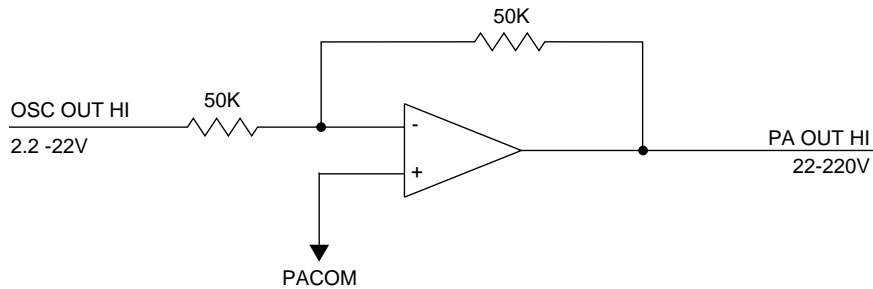 50K
50K
OSC OUT HI
2.2 -22V
-
+
PA OUT HI
22-220V
PACOM